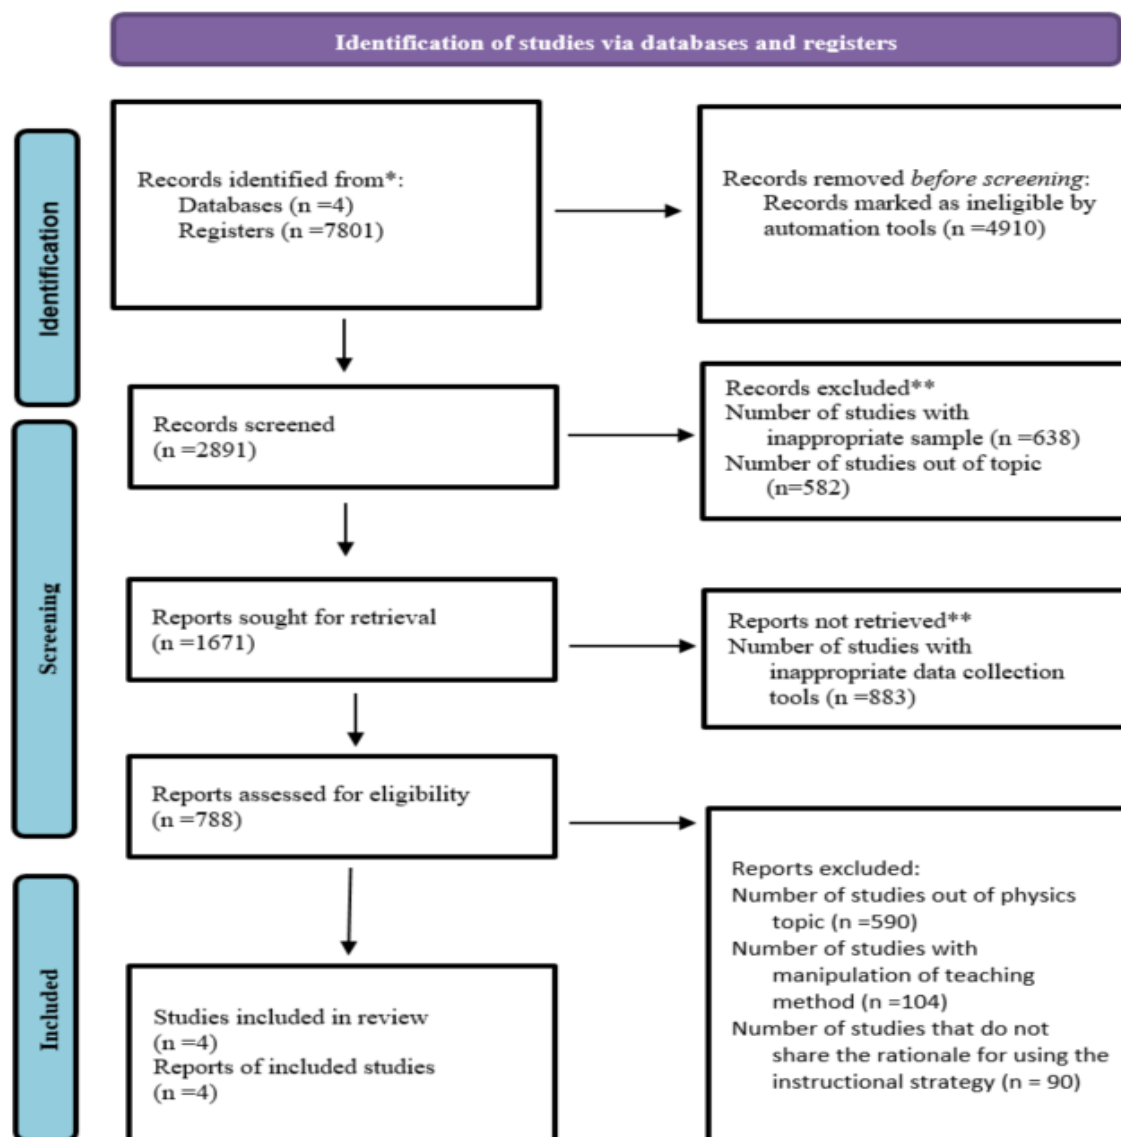 Identification of studies via databases and registers
Identification
Records identified from*:
Databases (n =4)
Registers (n =7801)
Records removed before screening:
Records marked as ineligible by
automation tools (n =4910)
Screening
Records screened
(n =2891)
Records excluded**
Number of studies with
inappropriate sample (n =638)
Number of studies out of topic
(n=582)
Reports sought for retrieval
(n =1671)
Reports not retrieved**
Number of studies with
inappropriate data collection
tools (n =883)
Reports assessed for eligibility
(n =788)
Reports excluded:
Number of studies out of physics
topic (n =590)
Number of studies with
manipulation of teaching
method (n =104)
Number of studies that do not
share the rationale for using the
instructional strategy (n = 90)
Included
Studies included in review
(n =4)
Reports of included studies
(n =4)